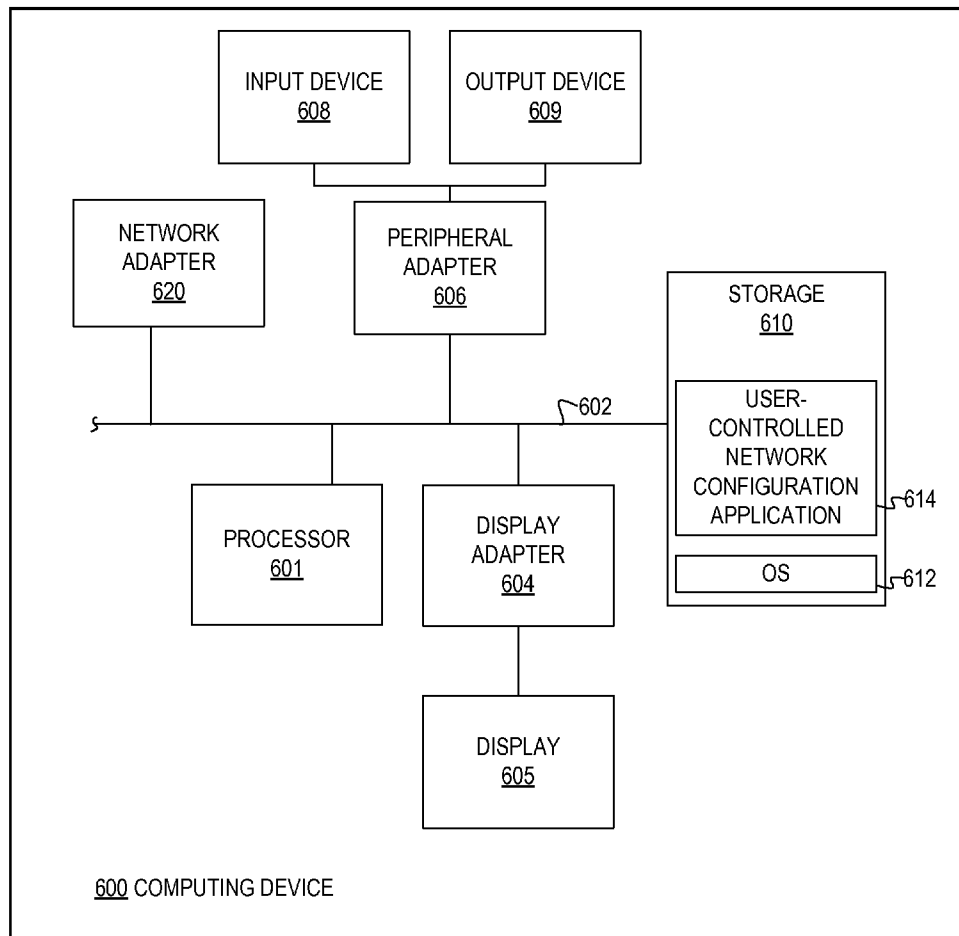 INPUT DEVICE
608
OUTPUT DEVICE
609
NETWORK
ADAPTER
620
PERIPHERAL
ADAPTER
606
STORAGE
610
602
USER-
CONTROLLED
NETWORK
CONFIGURATION
APPLICATION
614
PROCESSOR
601
DISPLAY
ADAPTER
604
OS
612
DISPLAY
605
600 COMPUTING DEVICE